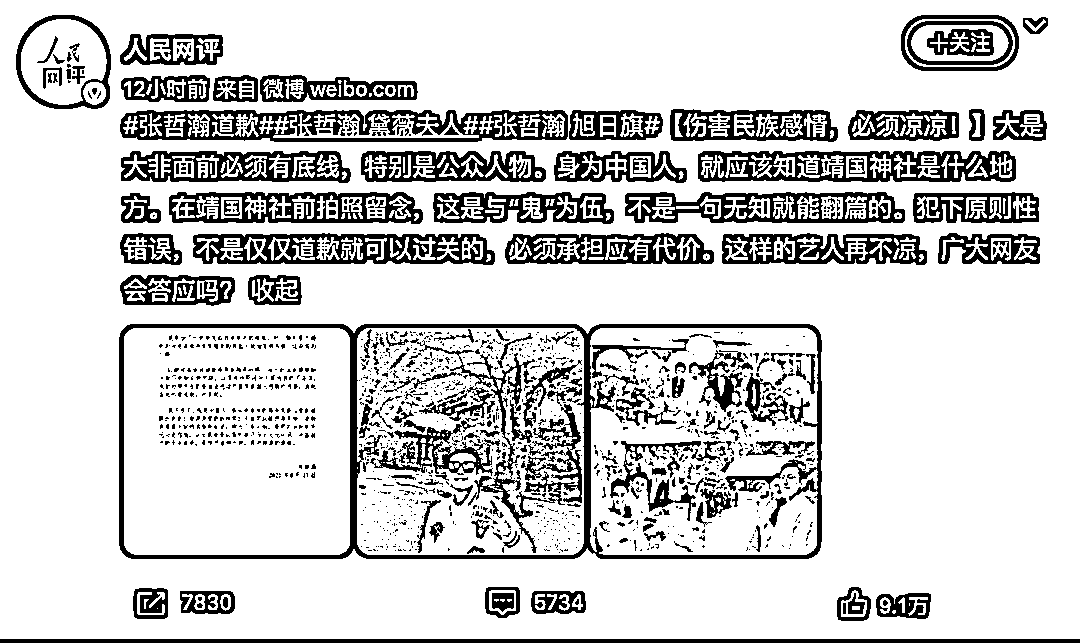 人民网评
人民网评
+关注
12小时前 来自 微博 weibo.com
#张哲瀚道歉##张哲瀚 黛薇夫人##张哲瀚 旭日旗#【伤害民族感情，必须凉凉！】大是
大非面前必须有底线，特别是公众人物。身为中国人，就应该知道靖国神社是什么地
方。在靖国神社前拍照留念，这是与“鬼”为伍，不是一句无知就能翻篇的。犯下原则性
错误，不是仅仅道歉就可以过关的，必须承担应有代价。这样的艺人再不凉，广大网友
会答应吗？ 收起
7830
5734
9.1万